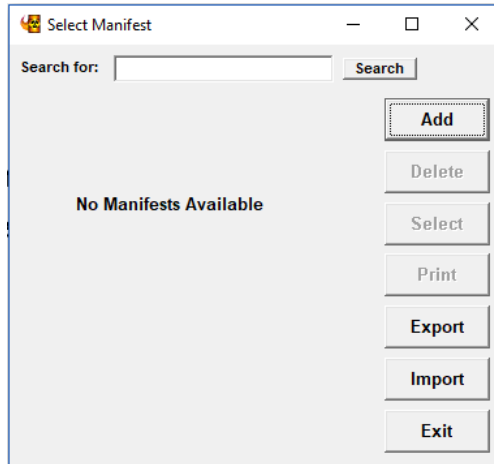 Select Manifest
Search for: Search
Add
Delete
No Manifests Available
Select
Print
Export
Import
Exit